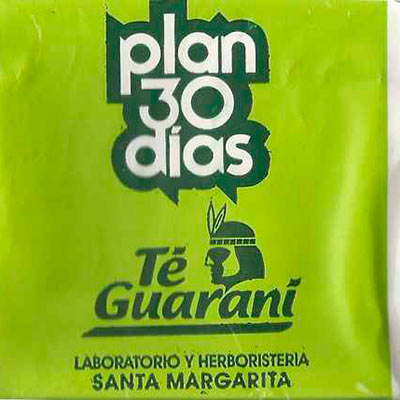 plan
30
días
Té
Guaraní
LABORATORIO Y HERBORISTERIA
SANTA MARGARITA